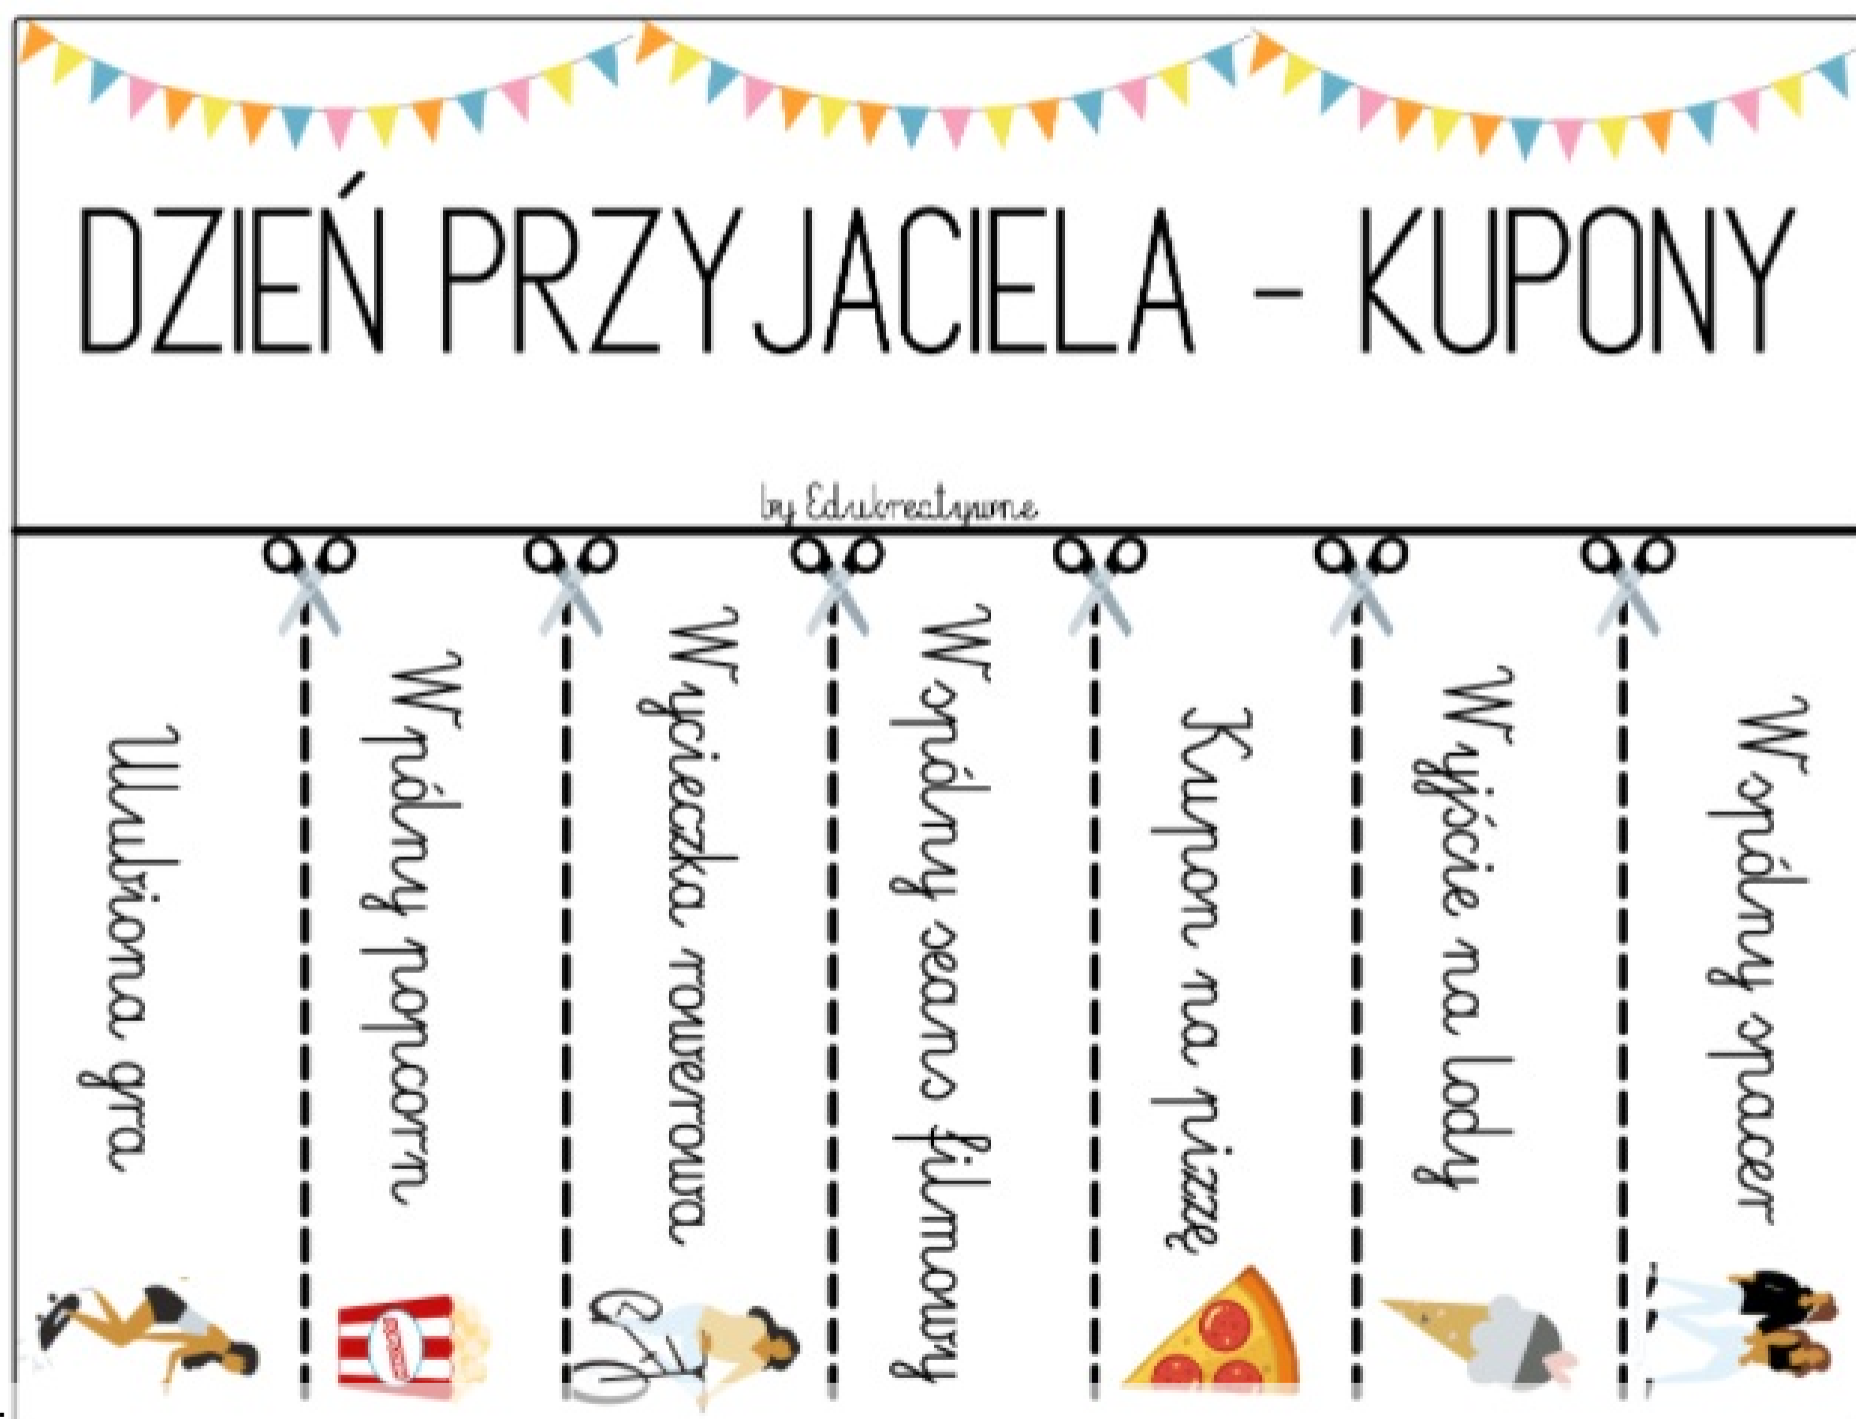 DZIEŃ PRZYJACIELA - KUPONY
by Edukreatywne
Ulubiona gra
Wpólny popcorn
Wycieczka rowerowa
Wspólny seans filmowy
Kupon na pizzę
Wyjście na lody
Wspólny spacer